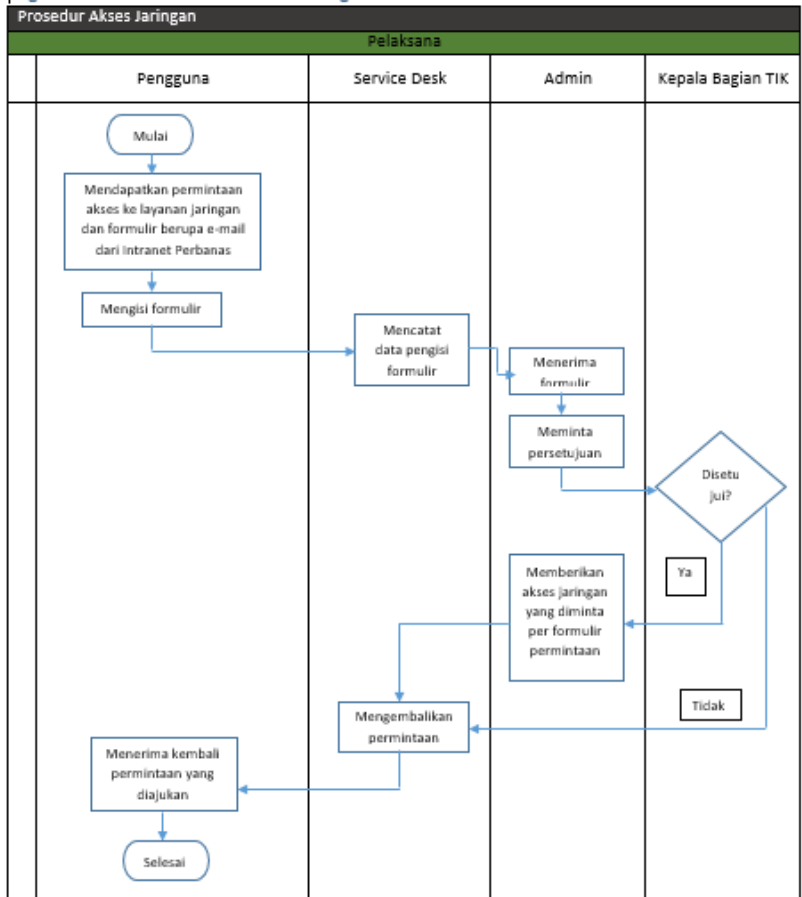 Prosedur Akses Jaringan
Pelaksana
Pengguna
Service Desk
Admin
Kepala Bagian TIK
Mulai
Mendapatkan permintaan
akses ke layanan jaringan
dan formulir berupa e-mail
dari Intranet Perbanas
Mengisi formulir
Mencatat
data pengisi
formulir
Menerima
formulir
Meminta
persetujuan
Disetu
jui?
Ya
Memberikan
akses jaringan
yang diminta
per formulir
permintaan
Tidak
Mengembalikan
permintaan
Menerima kembali
permintaan yang
diajukan
Selesai